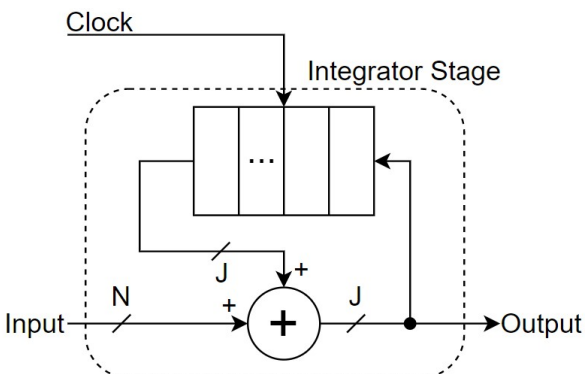 Clock
Integrator Stage
...
J
+
N
+
J
Input
+
Output